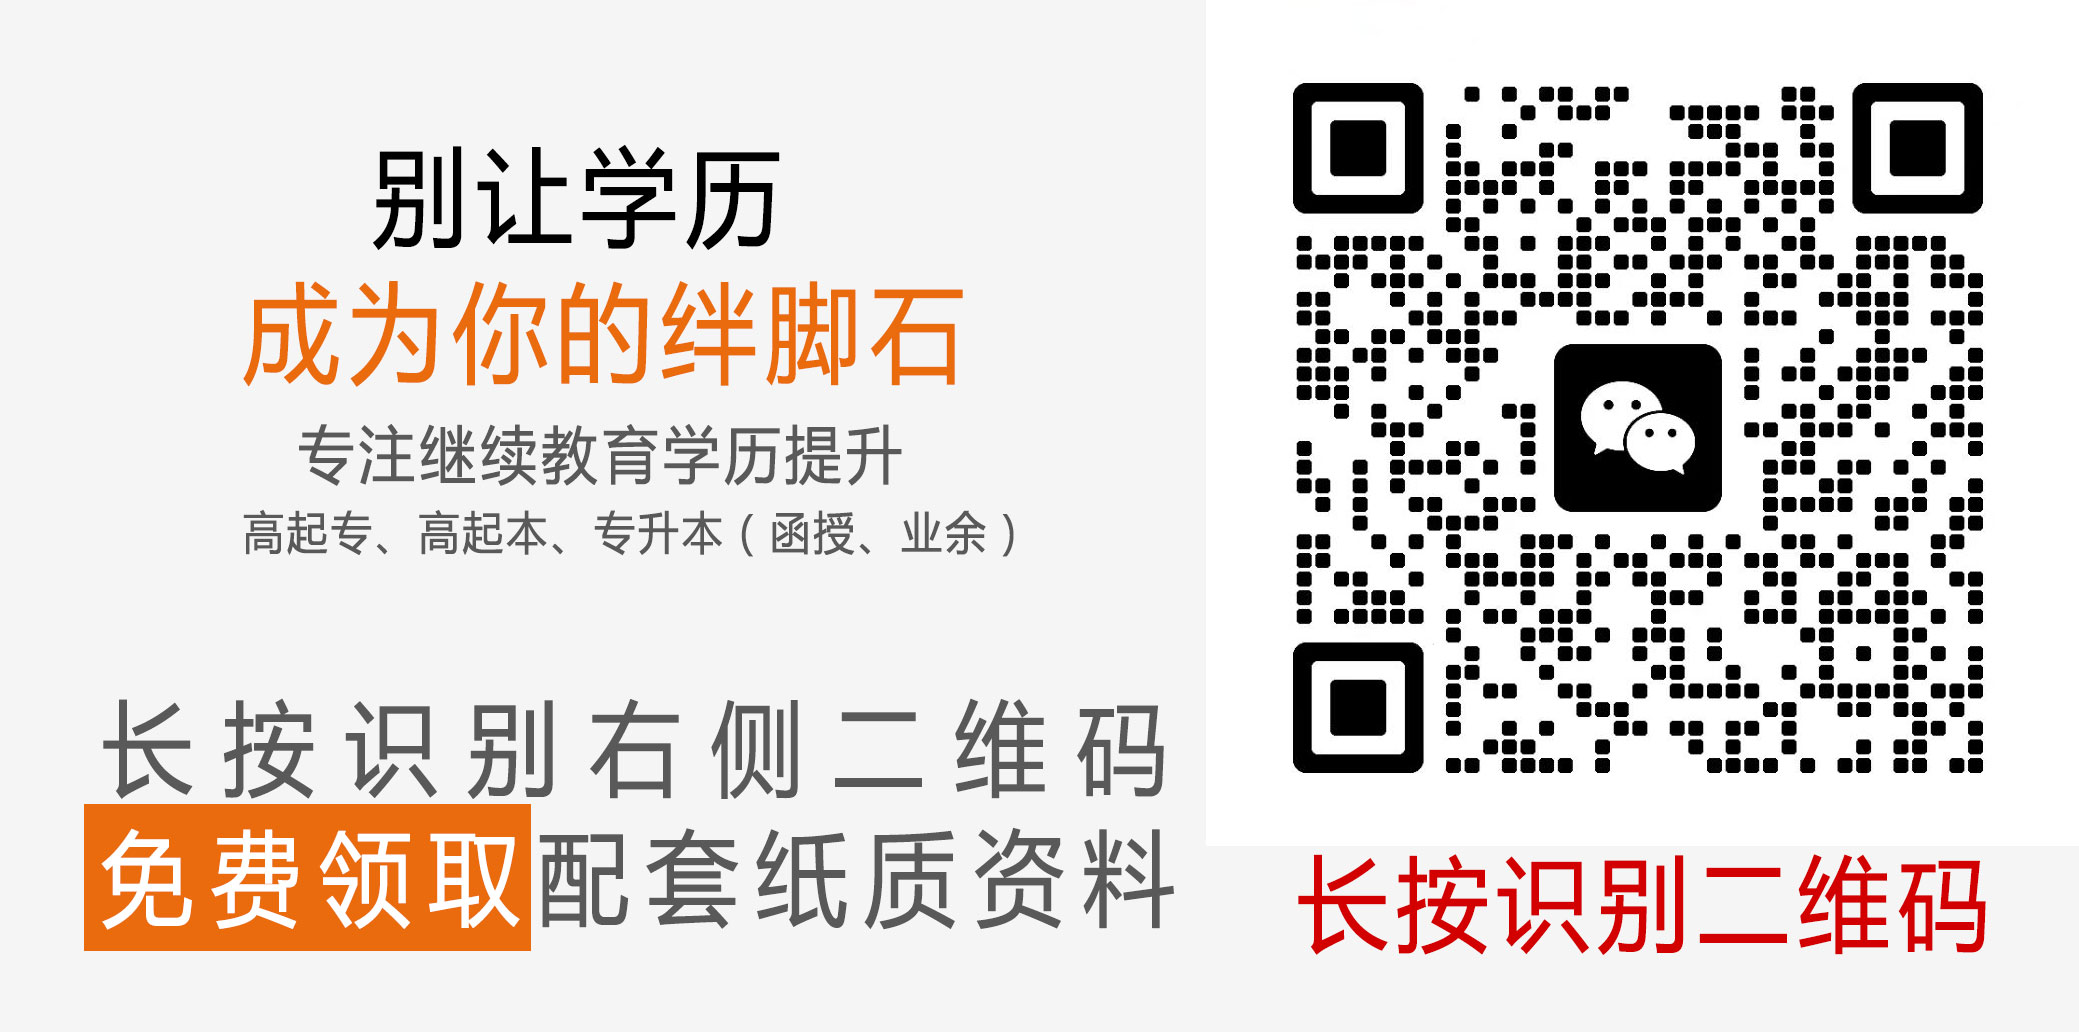 别让学历
成为你的绊脚石
专注继续教育学历提升
高起专、高起本、专升本（函授、业余）
长按识别右侧二维码
免费领取配套纸质资料
长按识别二维码